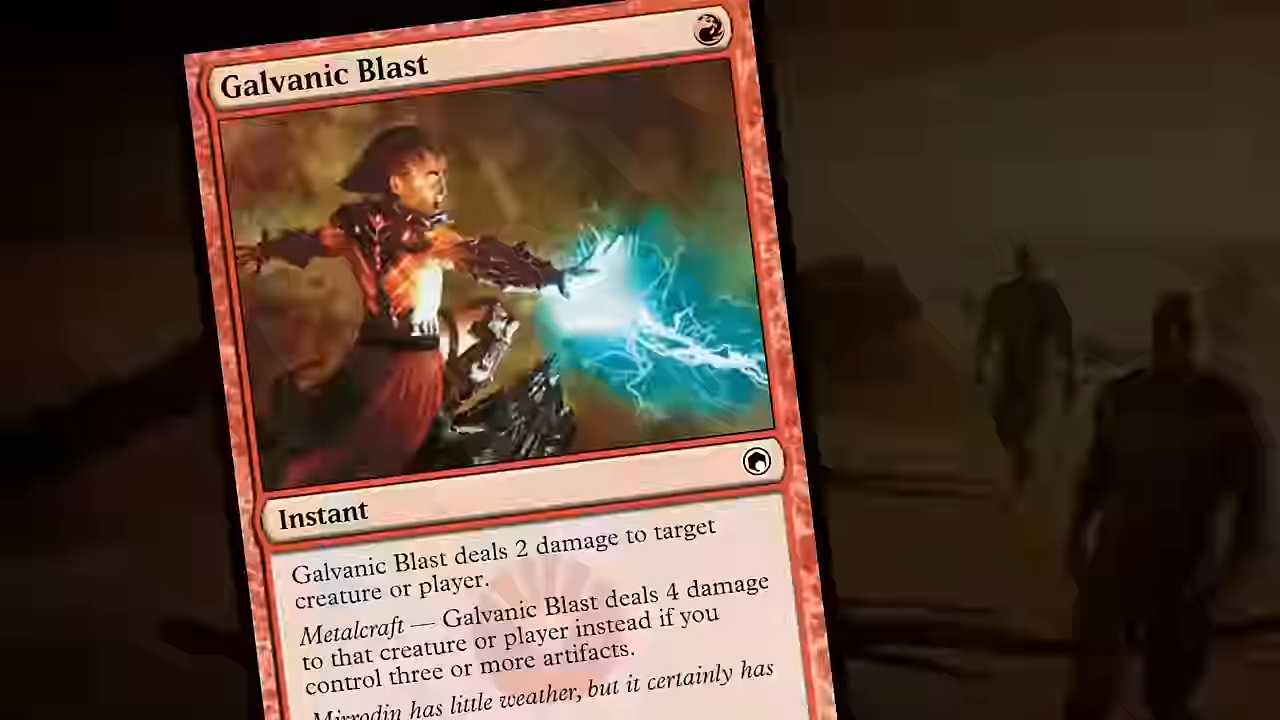 Galvanic Blast
Instant
Galvanic Blast deals 2 damage to target
creature or player.
Metalcraft — Galvanic Blast deals 4 damage
to that creature or player instead if you
control three or more artifacts.
Mirrodin has little weather, but it certainly has